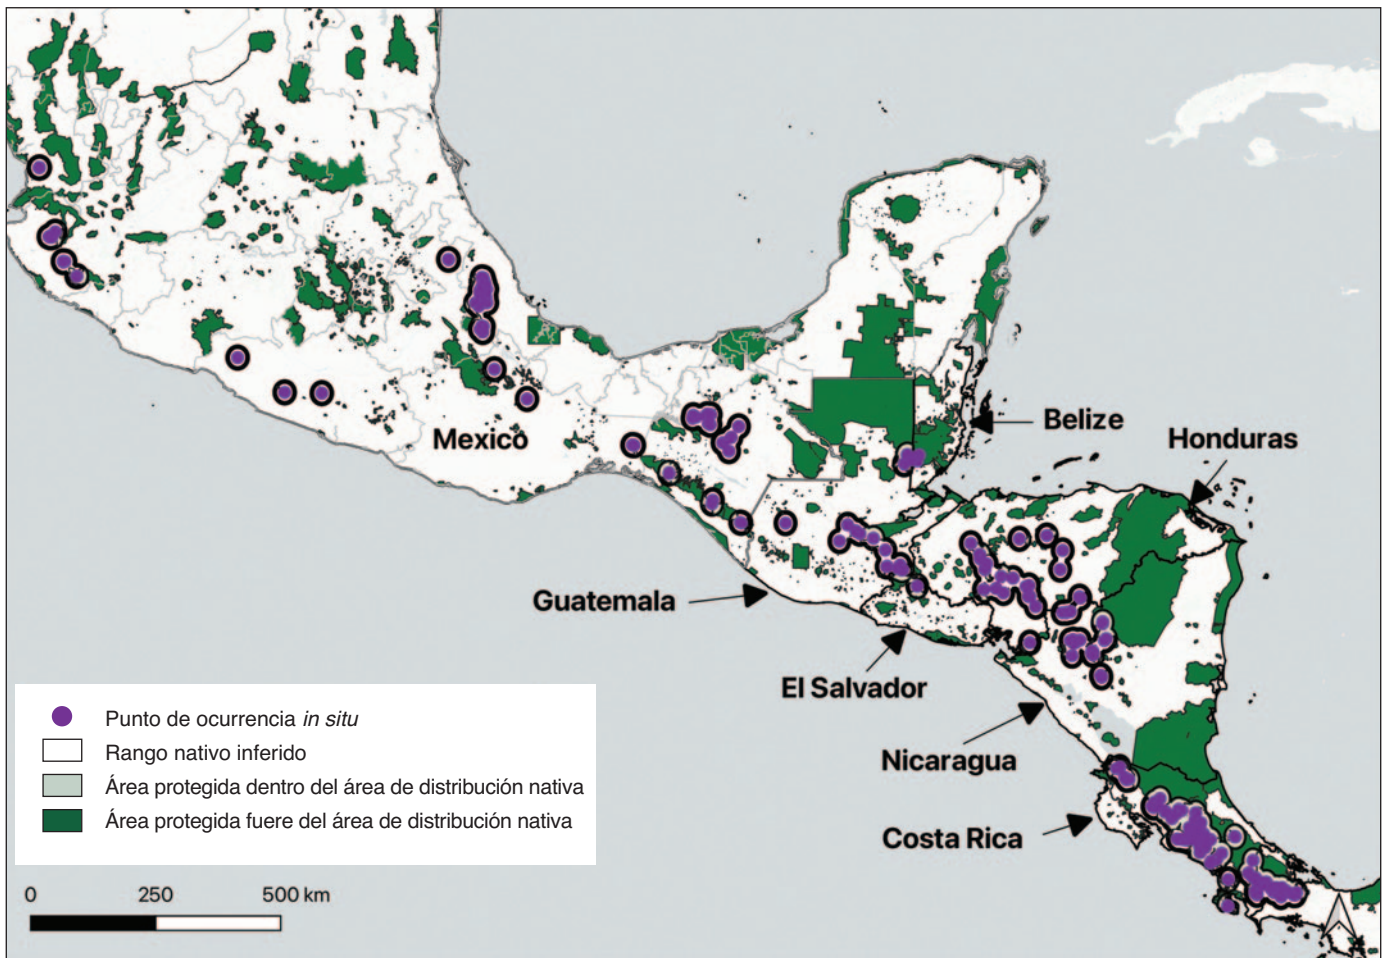 Mexico
Belize
Honduras
Guatemala
El Salvador
Nicaragua
Costa Rica
Punto de ocurrencia in situ
Rango nativo inferido
Área protegida dentro del área de distribución nativa
Área protegida fuere del área de distribución nativa
0 250 500 km